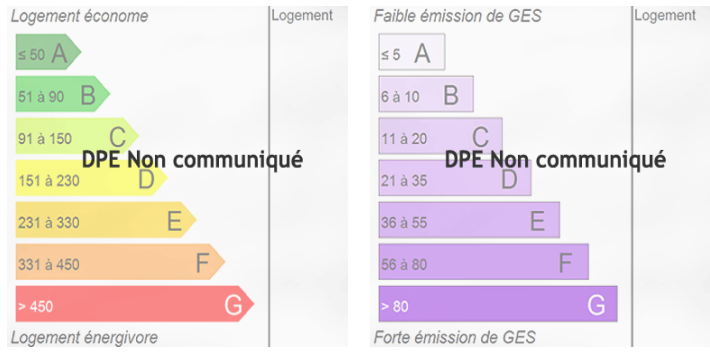 Logement économe
Logement
≤ 50 A
51 à 90 B
91 à 150 C
DPE Non communiqué
151 à 230 D
231 à 330 E
331 à 450 F
> 450 G
Logement énergivore
Faible émission de GES
Logement
≤ 5 A
6 à 10 B
11 à 20 C
DPE Non communiqué
21 à 35 D
36 à 55 E
56 à 80 F
> 80 G
Forte émission de GES